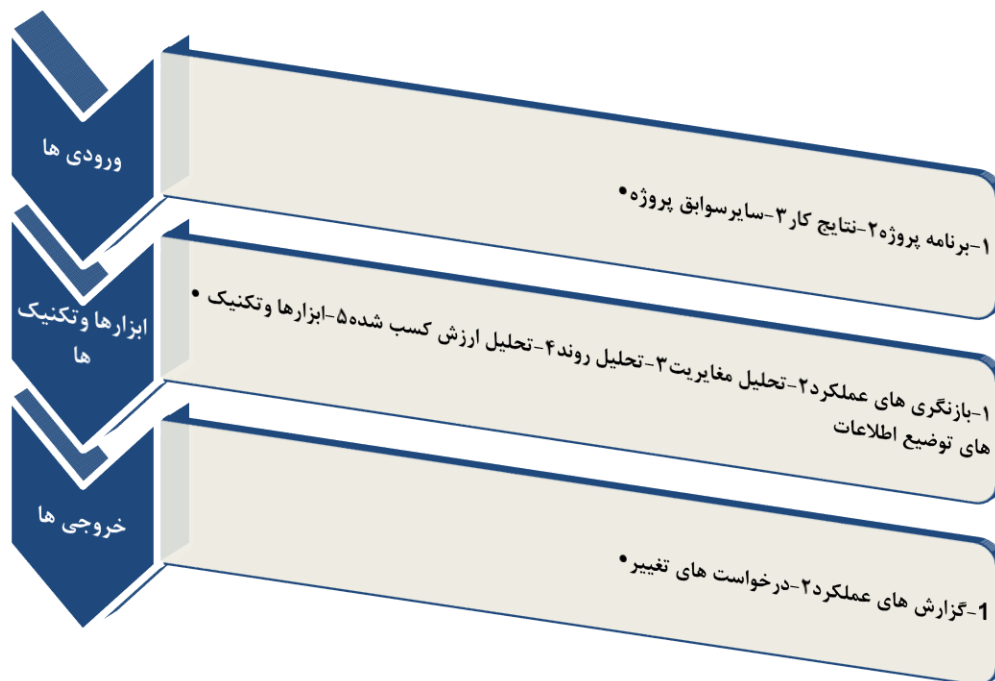 ورودی ها
۱-برنامه پروژه۲-نتایج کار۳-سایرسوابق پروژه•
ابزارها وتکنیک
ها
۱-بازنگری های عملکرد۲-تحلیل مغایریت۳-تحلیل روند۴-تحلیل ارزش کسب شده۵-ابزارها وتکنیک •
های توضیع اطلاعات
خروجی ها
1-گزارش های عملکرد۲-درخواست های تغییر•